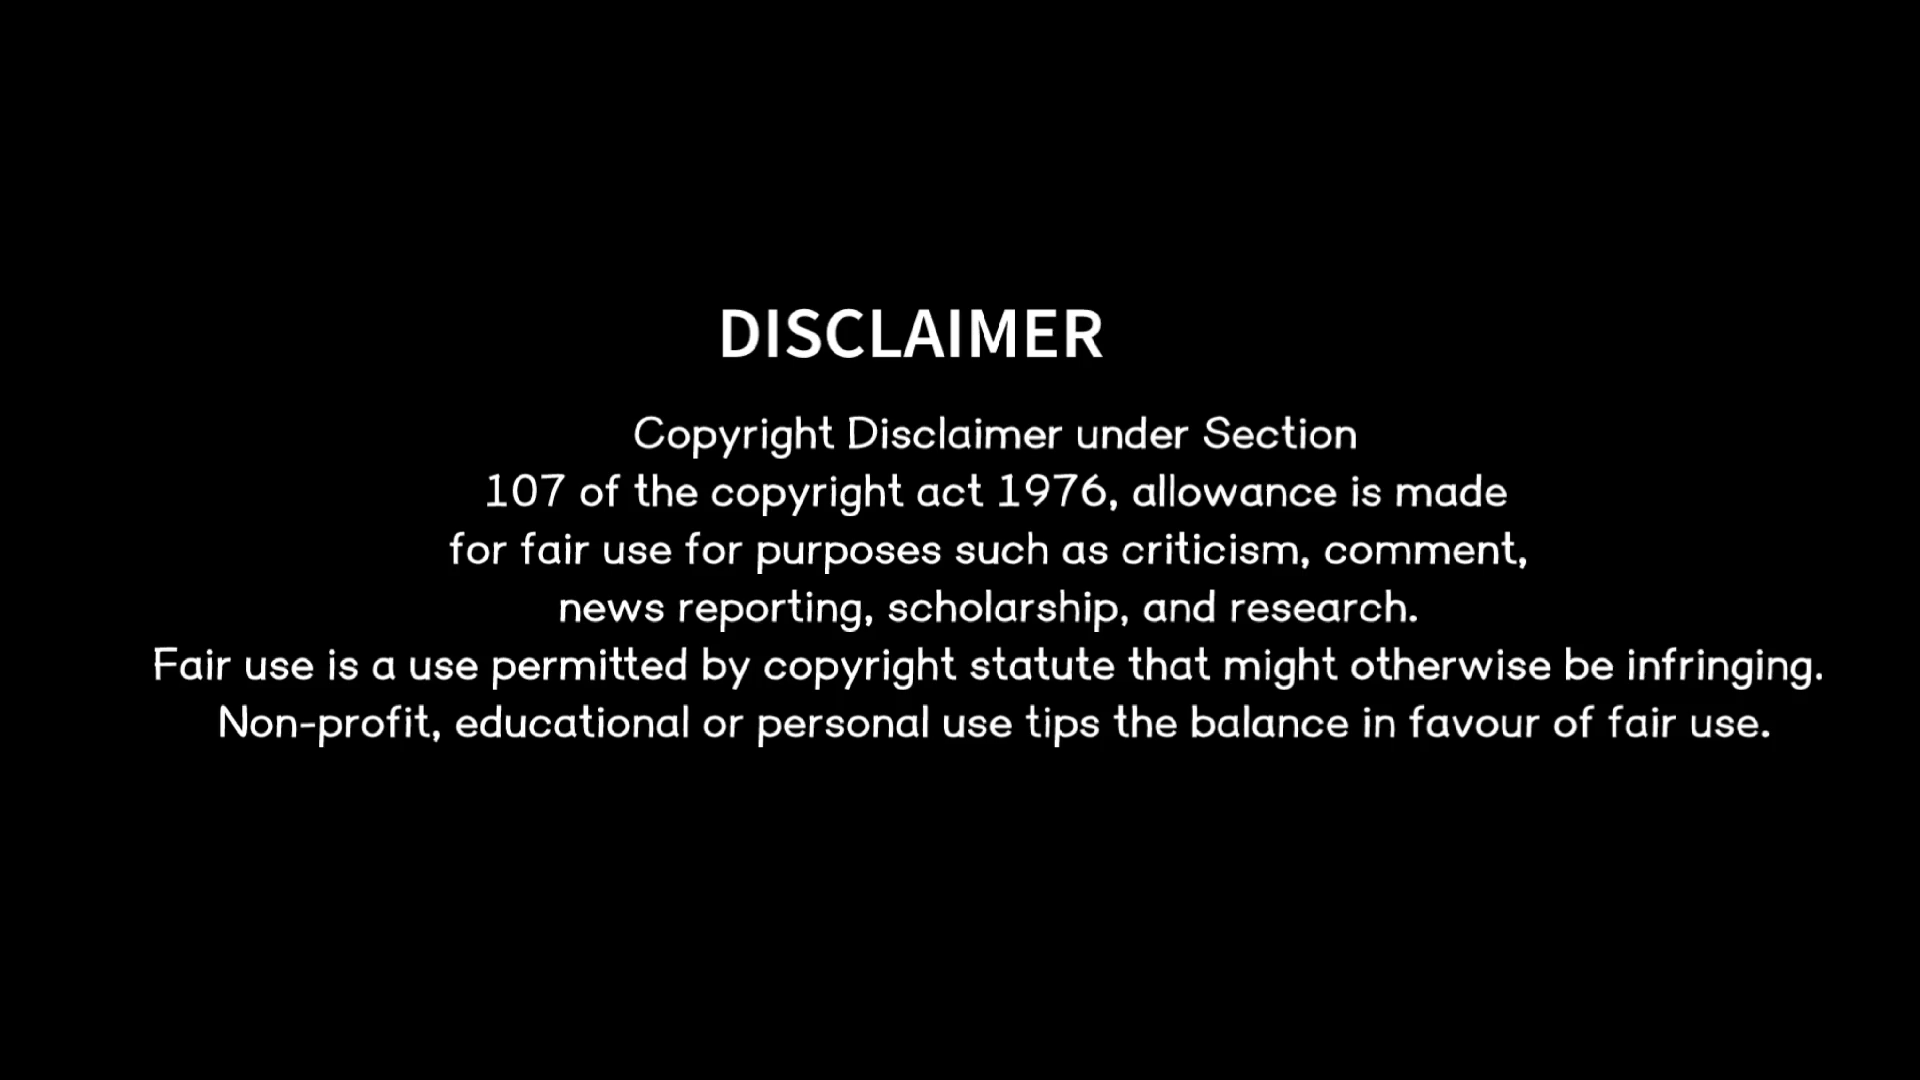 DISCLAIMER
Copyright Disclaimer under Section
107 of the copyright act 1976, allowance is made
for fair use for purposes such as criticism, comment,
news reporting, scholarship, and research.
Fair use is a use permitted by copyright statute that might otherwise be infringing.
Non-profit, educational or personal use tips the balance in favour of fair use.